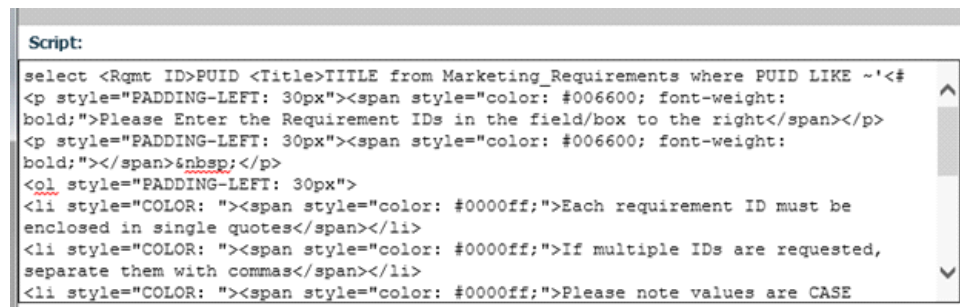 Script:
select <Rqmt ID>PUID <Title>TITLE from Marketing_Requirements where PUID LIKE ~'<#
<p style="PADDING-LEFT: 30px"><span style="color: #006600; font-weight:
bold;">Please Enter the Requirement IDs in the field/box to the right</span></p>
<p style="PADDING-LEFT: 30px"><span style="color: #006600; font-weight:
bold;"></span>&nbsp;</p>
<ol style="PADDING-LEFT: 30px">
<li style="COLOR: "><span style="color: #0000ff;">Each requirement ID must be
enclosed in single quotes</span></li>
<li style="COLOR: "><span style="color: #0000ff;">If multiple IDs are requested,
separate them with commas</span></li>
<li style="COLOR: "><span style="color: #0000ff;">Please note values are CASE